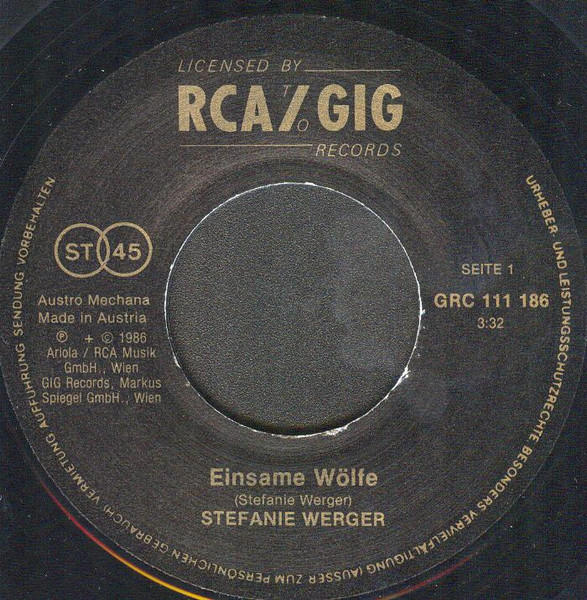 LICENSED BY
RCA TO GIG
RECORDS
ST 45
SEITE 1
GRC 111 186
3:32
Austro Mechana
Made in Austria
℗ + © 1986
Ariola / RCA Musik
GmbH., Wien
GIG Records, Markus
Spiegel GmbH., Wien
Einsame Wölfe
(Stefanie Werger)
STEFANIE WERGER
URHEBER- UND LEISTUNGSSCHUTZRECHTE BESONDERS VERVIELFÄLTIGUNG (AUSSER ZUM PERSÖNLICHEN GEBRAUCH) VERMIETUNG AUFFÜHRUNG SENDUNG VORBEHALTEN